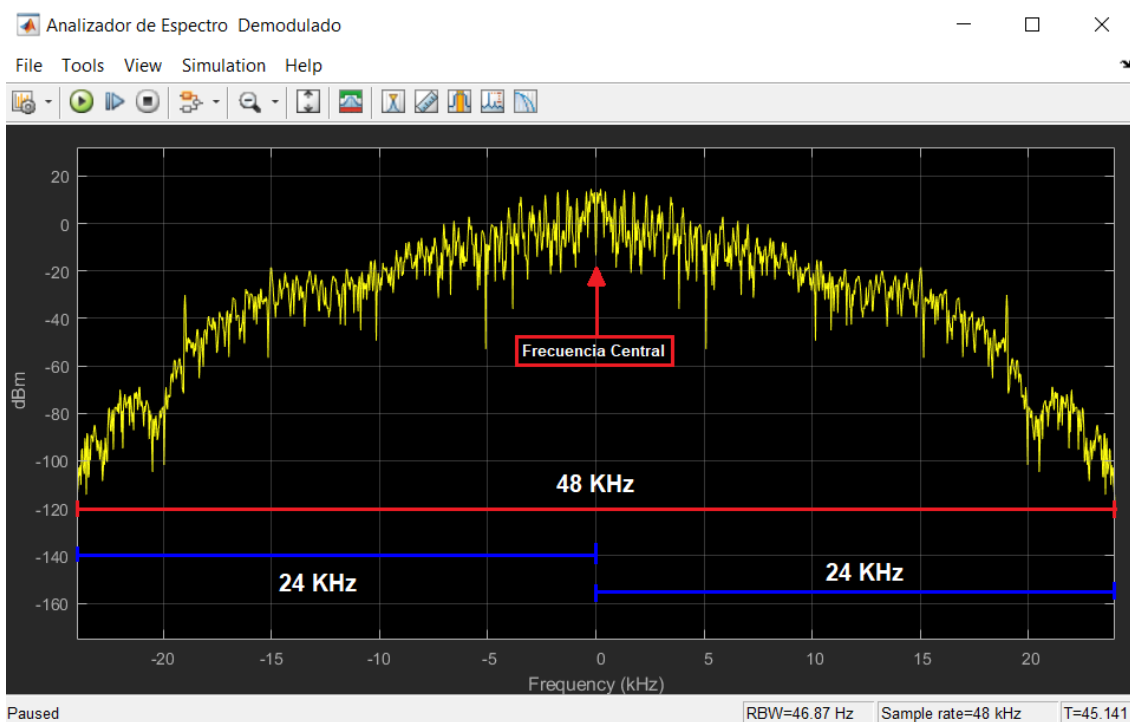 Analizador de Espectro Demodulado
File Tools View Simulation Help
20
0
-20
-40
-60
-80
-100
-120
-140
-160
dBm
Frecuencia Central
48 KHz
24 KHz
24 KHz
-20 -15 -10 -5 0 5 10 15 20
Frequency (kHz)
Paused RBW=46.87 Hz Sample rate=48 kHz T=45.141